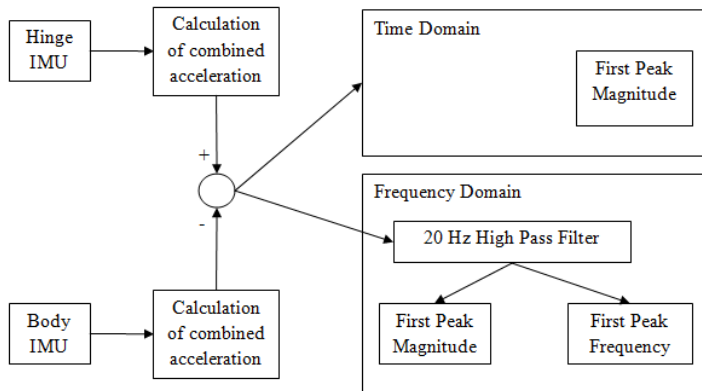 Hinge
IMU
Calculation
of combined
acceleration
Time Domain
First Peak
Magnitude
+
-
Frequency Domain
20 Hz High Pass Filter
Body
IMU
Calculation
of combined
acceleration
First Peak
Magnitude
First Peak
Frequency